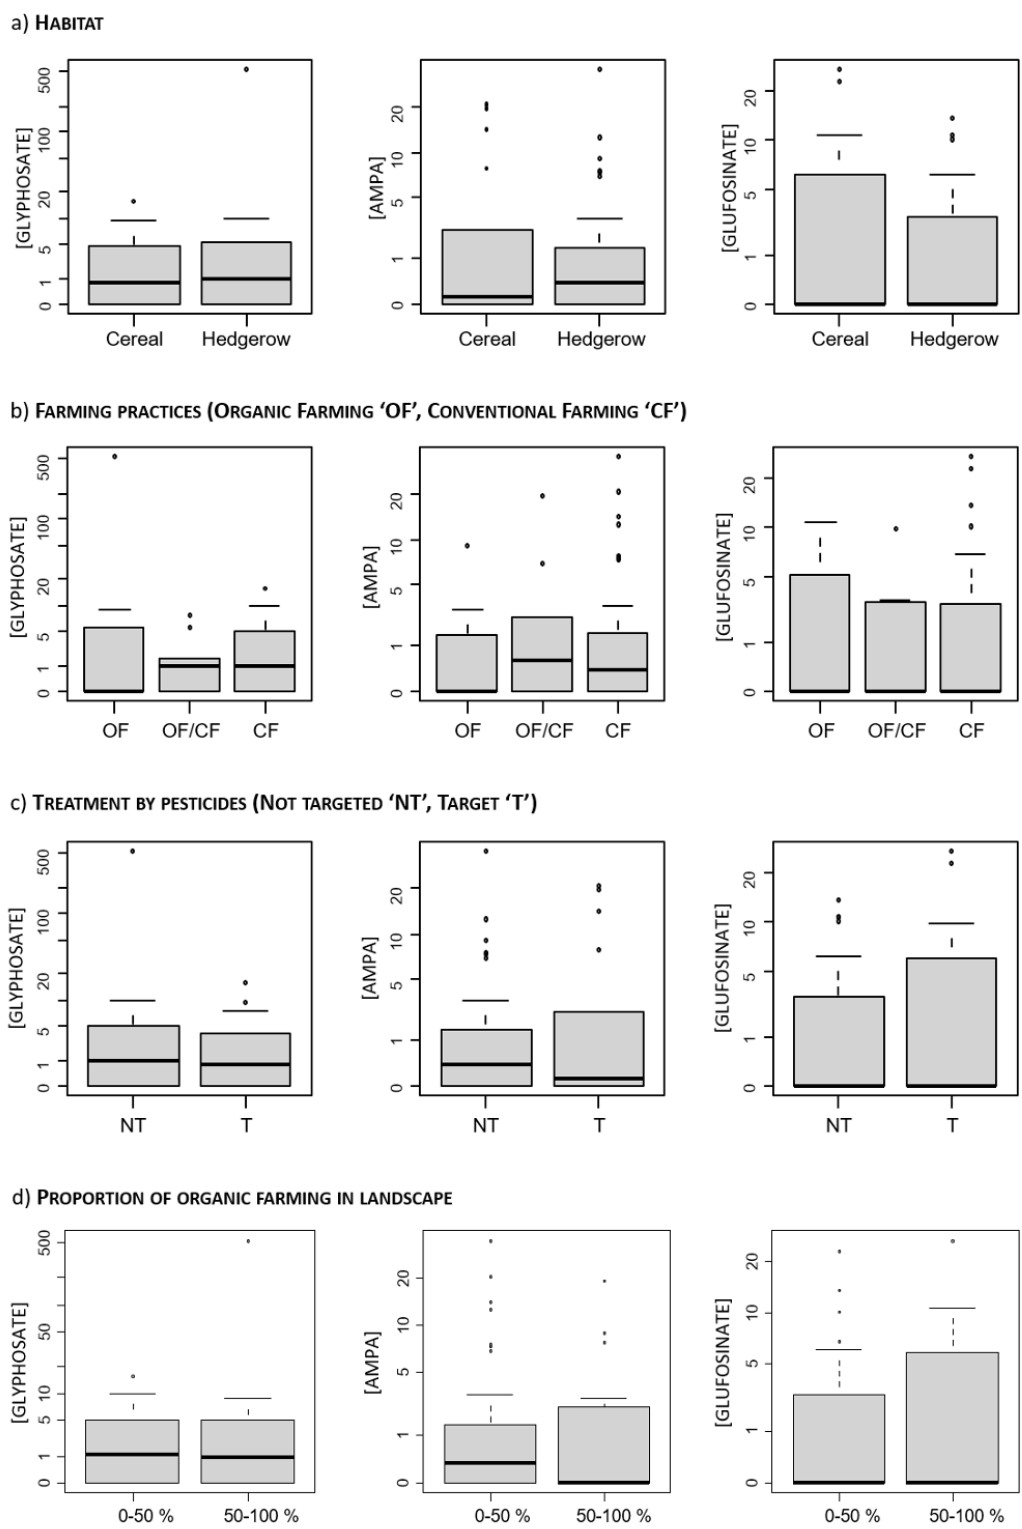 a) HABITAT
[GLYPHOSATE]
500
100
20
5
1
0
Cereal Hedgerow
[AMPA]
20
10
5
1
0
Cereal Hedgerow
[GLUFOSINATE]
20
10
5
1
0
Cereal Hedgerow
b) FARMING PRACTICES (ORGANIC FARMING ‘OF’, CONVENTIONAL FARMING ‘CF’)
[GLYPHOSATE]
500
100
20
5
1
0
OF OF/CF CF
[AMPA]
20
10
5
1
0
OF OF/CF CF
[GLUFOSINATE]
20
10
5
1
0
OF OF/CF CF
c) TREATMENT BY PESTICIDES (NOT TARGETED ‘NT’, TARGET ‘T’)
[GLYPHOSATE]
500
100
20
5
1
0
NT T
[AMPA]
20
10
5
1
0
NT T
[GLUFOSINATE]
20
10
5
1
0
NT T
d) PROPORTION OF ORGANIC FARMING IN LANDSCAPE
[GLYPHOSATE]
500
50
10
5
1
0
0-50 % 50-100 %
[AMPA]
20
10
5
1
0
0-50 % 50-100 %
[GLUFOSINATE]
20
10
5
1
0
0-50 % 50-100 %